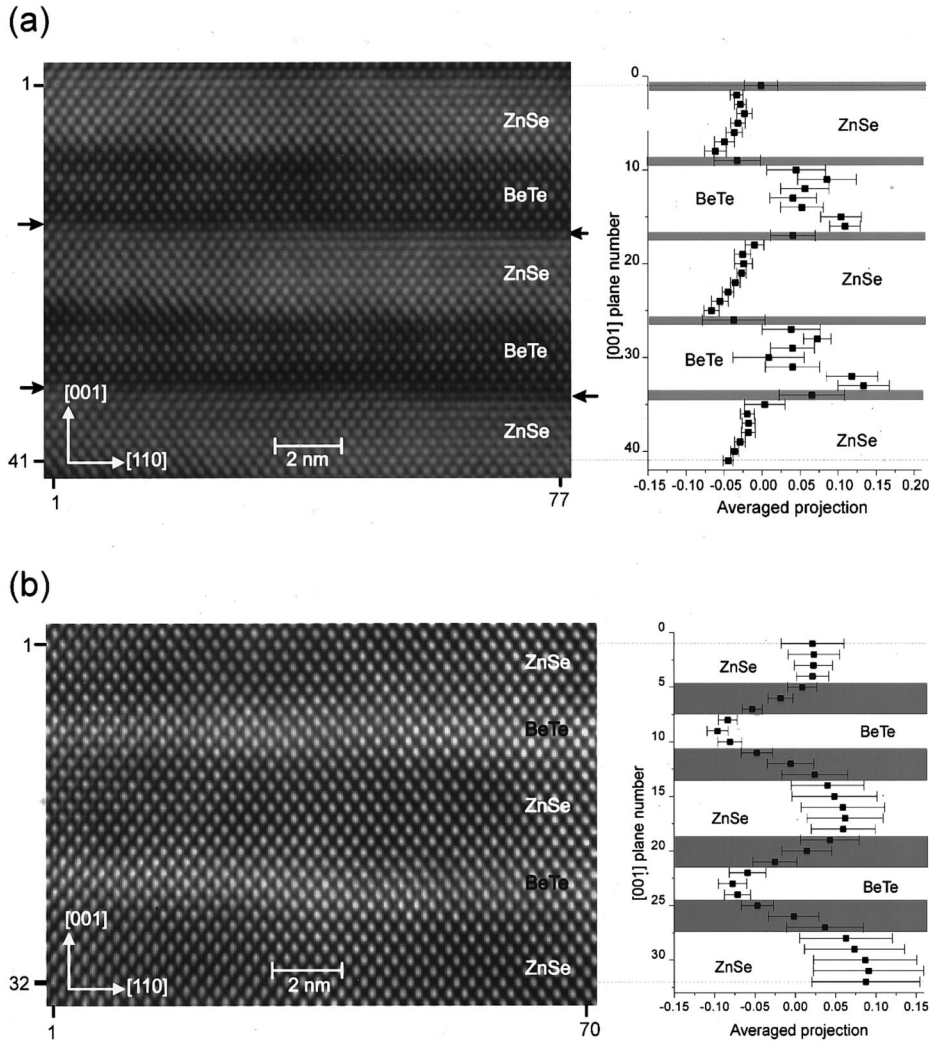 (a)
1
ZnSe
BeTe
ZnSe
BeTe
ZnSe
[001]
[110]
2 nm
41
1
77
0
10
20
30
40
[001] plane number
ZnSe
BeTe
ZnSe
BeTe
ZnSe
-0.15 -0.10 -0.05 0.00 0.05 0.10 0.15 0.20
Averaged projection
(b)
1
ZnSe
BeTe
ZnSe
BeTe
ZnSe
[001]
[110]
2 nm
32
1
70
0
5
10
15
20
25
30
[001] plane number
ZnSe
BeTe
ZnSe
BeTe
ZnSe
-0.15 -0.10 -0.05 0.00 0.05 0.10 0.15
Averaged projection